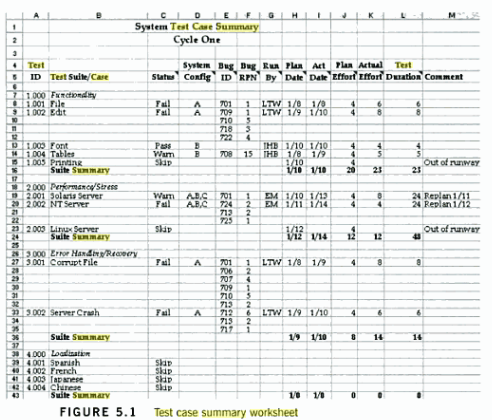 A B C D E F G H I J K L M
1 System Test Case Summary
2 Cycle One
3
4 Test System Bug Bug Run Plan Act Plan Actual Test
5 ID Test Suite/Case Status Config ID RPN By Date Date Effort Effort Duration Comment
6
7 1.000 Functionality
8 1.001 File Fail A 701 1 LTW 1/8 1/8 4 6 6
9 1.002 Edit Fail A 709 1 LTW 1/9 1/10 4 8 8
10 710 5
11 718 3
12 722 4
13 1.003 Font Pass B IHB 1/10 1/10 4 4 4
14 1.004 Tables Warn B 708 15 IHB 1/8 1/9 4 5 5
15 1.005 Printing Skip 1/10 4 Out of runway
16 Suite Summary 1/10 1/10 20 23 23
17
18 2.000 Performance/Stress
19 2.001 Solaris Server Warn A,B,C 701 1 EM 1/10 1/13 4 8 24 Replan 1/11
20 2.002 NT Server Fail A,B,C 724 2 EM 1/11 1/14 4 4 24 Replan 1/12
21 713 2
22 725 1
23 2.003 Linux Server Skip 1/12 4 Out of runway
24 Suite Summary 1/12 1/14 12 12 48
25
26 3.000 Error Handling/Recovery
27 3.001 Corrupt File Fail A 701 1 LTW 1/8 1/9 4 8 8
28 706 2
29 707 4
30 709 1
31 710 5
32 713 2
33 3.002 Server Crash Fail A 712 6 LTW 1/9 1/10 4 6 6
34 713 2
35 717 1
36 Suite Summary 1/9 1/10 8 14 14
37
38 4.000 Localization
39 4.001 Spanish Skip
40 4.002 French Skip
41 4.003 Japanese Skip
42 4.004 Chinese Skip
43 Suite Summary 1/0 1/0 0 0 0
FIGURE 5.1 Test case summary worksheet